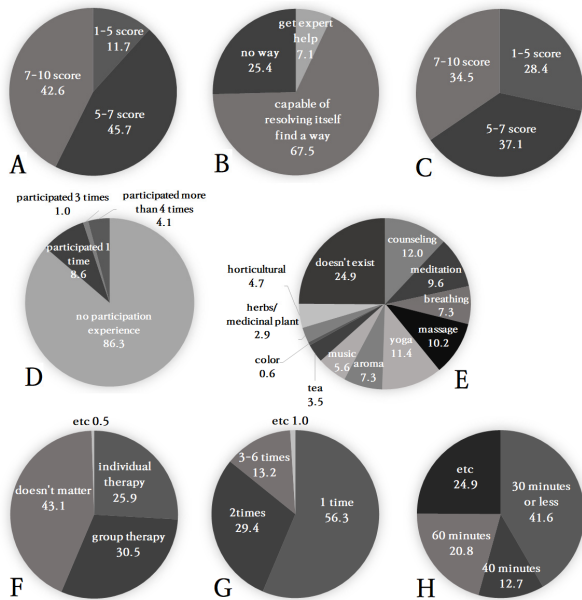 1-5 score
11.7
7-10 score
42.6
5-7 score
45.7
A
get expert
help
7.1
no way
25.4
capable of
resolving itself
find a way
67.5
B
1-5 score
28.4
7-10 score
34.5
5-7 score
37.1
C
participated 3 times
1.0
participated more
than 4 times
4.1
participated 1
time
8.6
no participation
experience
86.3
D
doesn't exist
24.9
counseling
12.0
meditation
9.6
breathing
7.3
massage
10.2
yoga
11.4
aroma
7.3
music
5.6
tea
3.5
color
0.6
herbs/
medicinal plant
2.9
horticultural
4.7
E
etc 0.5
individual
therapy
25.9
doesn't matter
43.1
group therapy
30.5
F
etc 1.0
3-6 times
13.2
1 time
56.3
2times
29.4
G
etc
24.9
30 minutes
or less
41.6
60 minutes
20.8
40 minutes
12.7
H